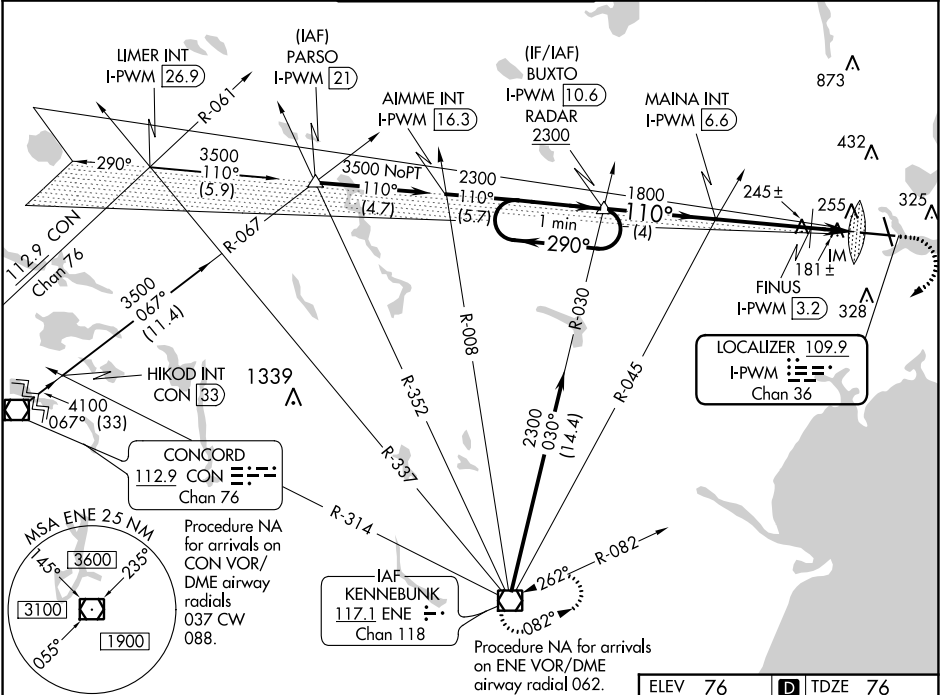 LIMER INT
I-PWM 26.9
(IAF)
PARSO
I-PWM 21
AIMME INT
I-PWM 16.3
(IF/IAF)
BUXTO
I-PWM 10.6
RADAR
2300
MAINA INT
I-PWM 6.6
873
432
325
R-061
290°
3500
110°
(5.9)
3500 NoPT
110°
(4.7)
2300
110°
(5.7)
1 min
290°
1800
110°
(4)
245±
255
IM
181±
FINUS
I-PWM 3.2
328
LOCALIZER 109.9
I-PWM
Chan 36
112.9 CON
Chan 76
R-067
3500
067°
(11.4)
HIKOD INT
CON 33
1339
4100
067° (33)
CONCORD
112.9 CON
Chan 76
R-337
R-352
R-008
R-030
R-045
2300
030°
(14.4)
R-314
R-082
262°
082°
IAF
KENNEBUNK
117.1 ENE
Chan 118
MSA ENE 25 NM
145°
3600
235°
3100
1900
055°
Procedure NA
for arrivals on
CON VOR/
DME airway
radials
037 CW
088.
Procedure NA for arrivals
on ENE VOR/DME
airway radial 062.
ELEV 76
D
TDZE 76